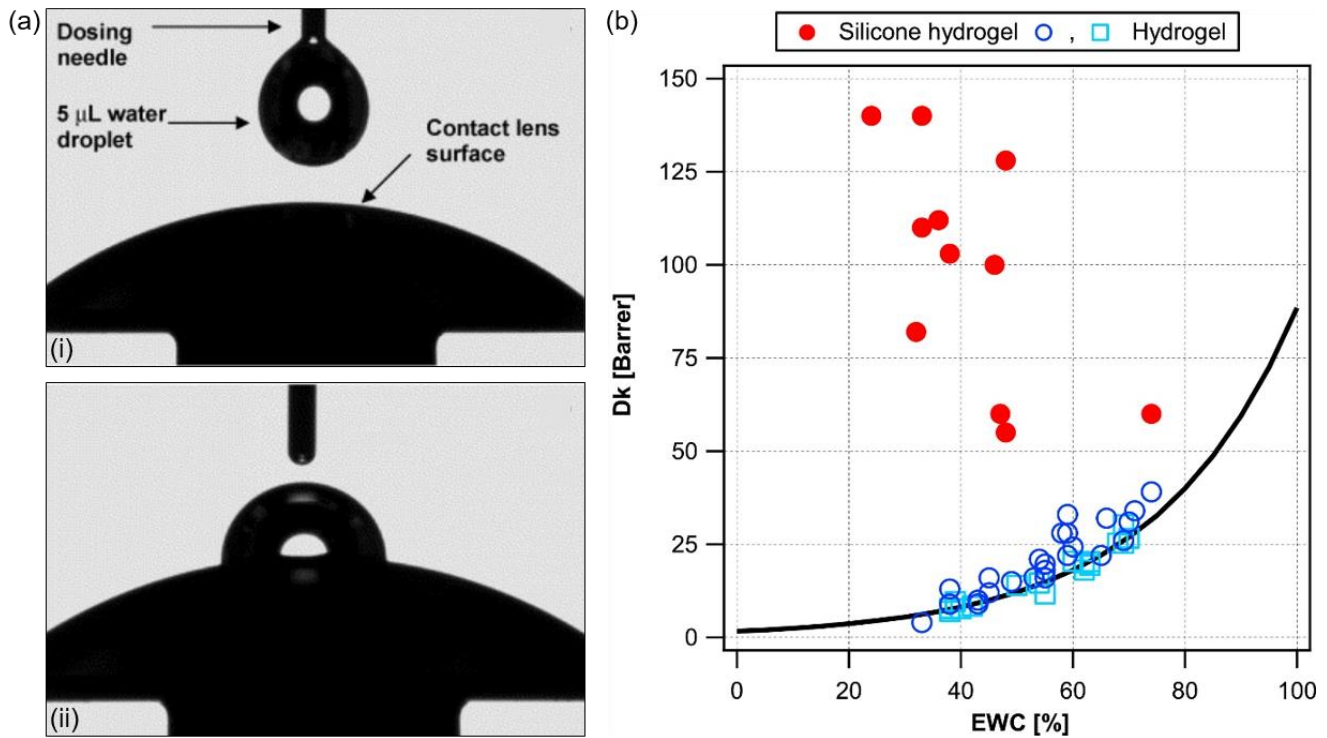 (a)
Dosing
needle
5 μL water
droplet
Contact lens
surface
(i)
(ii)
(b)
Silicone hydrogel , Hydrogel
150
125
100
75
50
25
0
Dk [Barrer]
0 20 40 60 80 100
EWC [%]